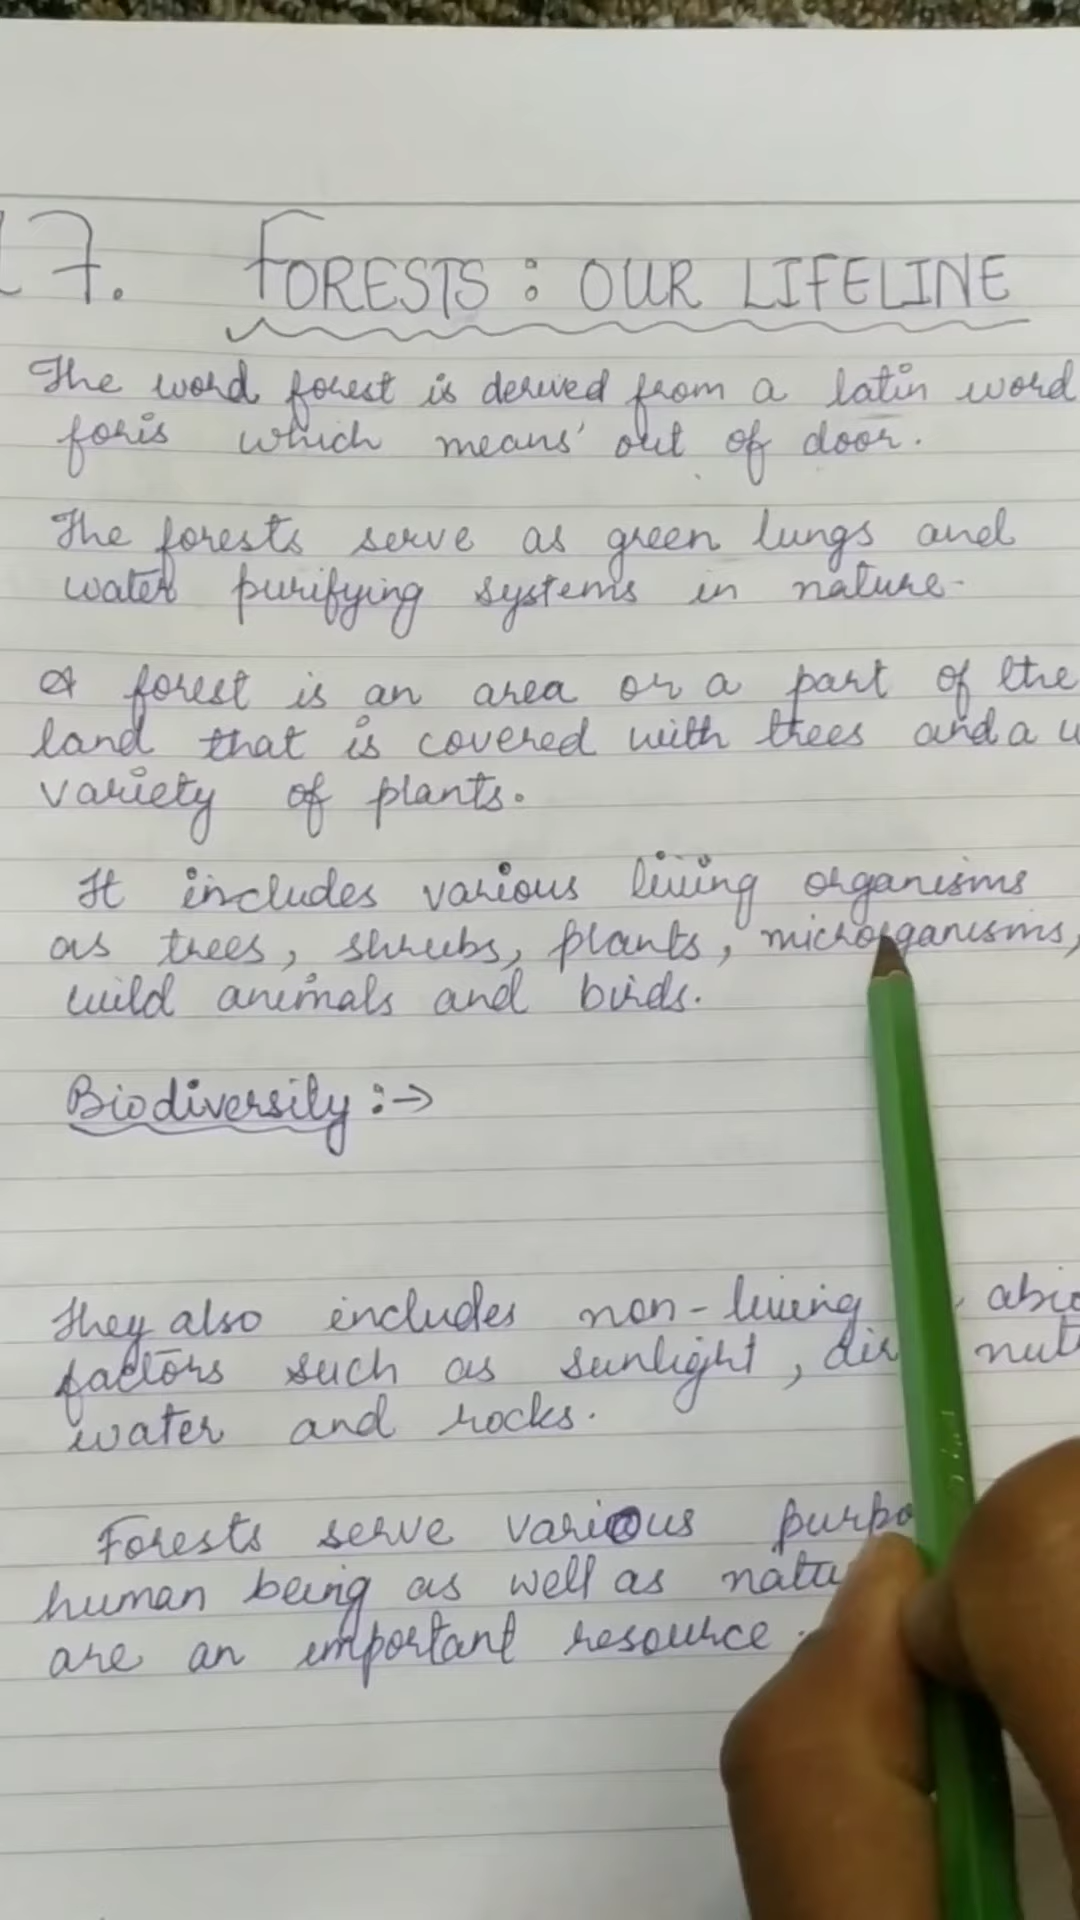 17. FORESTS : OUR LIFELINE
The word forest is derived from a latin word
foris which means' out of door.
The forests serve as green lungs and
water purifying systems in nature.
A forest is an area or a part of the
land that is covered with trees and a
variety of plants.
It includes various living organisms
as trees, shrubs, plants, microrganisms,
wild animals and birds.
Biodiversity :→
They also includes non-living
factors such as sunlight,
water and rocks.
Forests serve various
human being as well as
are an important resource.